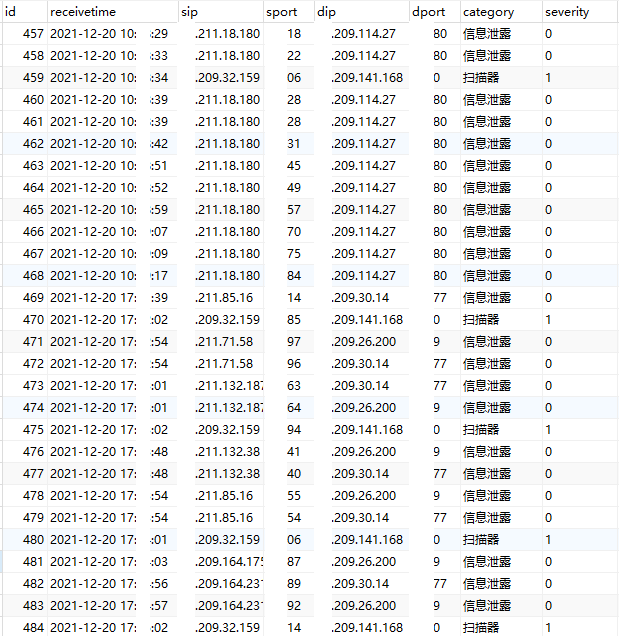 id receivetime sip sport dip dport category severity
457 2021-12-20 10: :29 .211.18.180 18 .209.114.27 80 信息泄露 0
458 2021-12-20 10: :33 .211.18.180 22 .209.114.27 80 信息泄露 0
459 2021-12-20 10: :34 .209.32.159 06 .209.141.168 0 扫描器 1
460 2021-12-20 10: :39 .211.18.180 28 .209.114.27 80 信息泄露 0
461 2021-12-20 10: :39 .211.18.180 28 .209.114.27 80 信息泄露 0
462 2021-12-20 10: :42 .211.18.180 31 .209.114.27 80 信息泄露 0
463 2021-12-20 10: :51 .211.18.180 45 .209.114.27 80 信息泄露 0
464 2021-12-20 10: :52 .211.18.180 49 .209.114.27 80 信息泄露 0
465 2021-12-20 10: :59 .211.18.180 57 .209.114.27 80 信息泄露 0
466 2021-12-20 10: :07 .211.18.180 70 .209.114.27 80 信息泄露 0
467 2021-12-20 10: :09 .211.18.180 75 .209.114.27 80 信息泄露 0
468 2021-12-20 10: :17 .211.18.180 84 .209.114.27 80 信息泄露 0
469 2021-12-20 17: :39 .211.85.16 14 .209.30.14 77 信息泄露 0
470 2021-12-20 17: :02 .209.32.159 85 .209.141.168 0 扫描器 1
471 2021-12-20 17: :54 .211.71.58 97 .209.26.200 9 信息泄露 0
472 2021-12-20 17: :54 .211.71.58 96 .209.30.14 77 信息泄露 0
473 2021-12-20 17: :01 .211.132.187 63 .209.30.14 77 信息泄露 0
474 2021-12-20 17: :01 .211.132.187 64 .209.26.200 9 信息泄露 0
475 2021-12-20 17: :02 .209.32.159 94 .209.141.168 0 扫描器 1
476 2021-12-20 17: :48 .211.132.38 41 .209.26.200 9 信息泄露 0
477 2021-12-20 17: :48 .211.132.38 40 .209.30.14 77 信息泄露 0
478 2021-12-20 17: :54 .211.85.16 55 .209.26.200 9 信息泄露 0
479 2021-12-20 17: :54 .211.85.16 54 .209.30.14 77 信息泄露 0
480 2021-12-20 17: :01 .209.32.159 06 .209.141.168 0 扫描器 1
481 2021-12-20 17: :03 .209.164.175 87 .209.26.200 9 信息泄露 0
482 2021-12-20 17: :56 .209.164.231 89 .209.30.14 77 信息泄露 0
483 2021-12-20 17: :57 .209.164.231 92 .209.26.200 9 信息泄露 0
484 2021-12-20 17: :02 .209.32.159 14 .209.141.168 0 扫描器 1